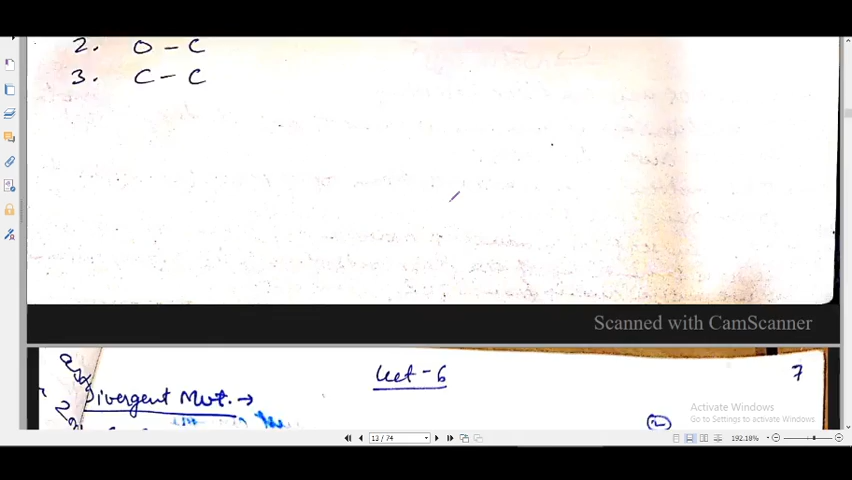 2. O - C
3. C - C
Scanned with CamScanner
Lect - 6
7
Divergent Mvt. →
2
Activate Windows
Go to Settings to activate Windows.
13 / 74
192.18%